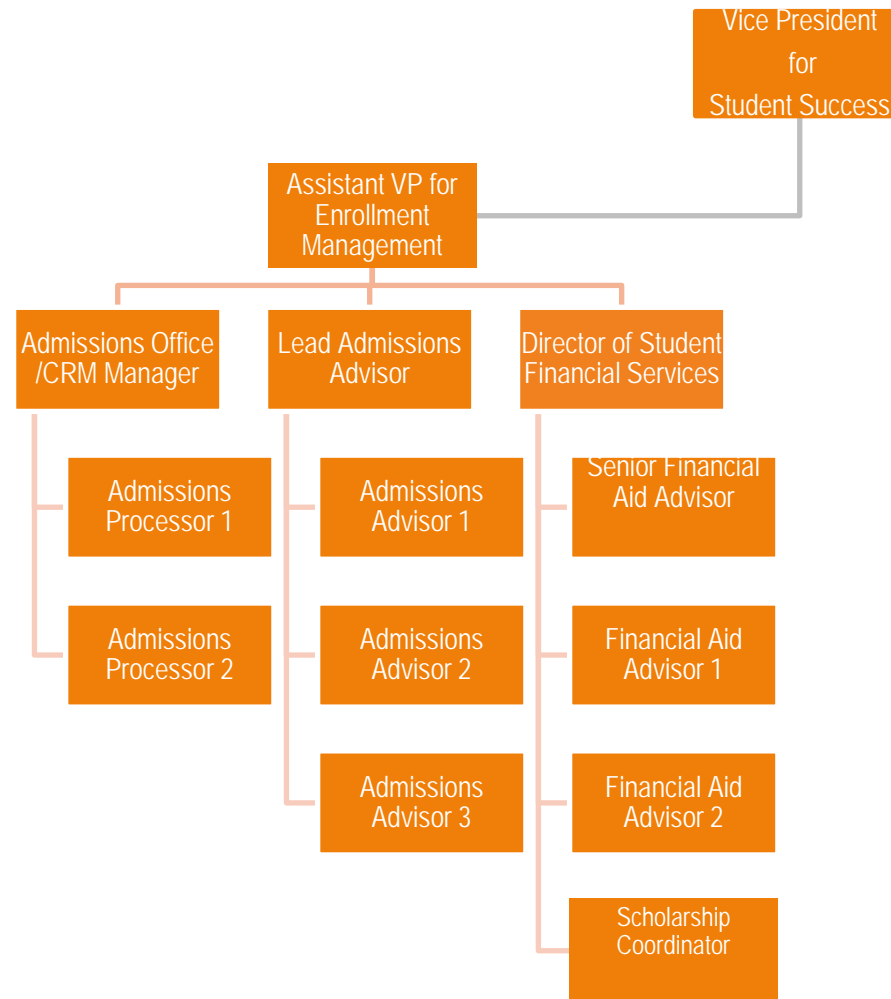 Vice President
for
Student Success
Assistant VP for
Enrollment
Management
Admissions Office
/CRM Manager
Lead Admissions
Advisor
Director of Student
Financial Services
Admissions
Processor 1
Admissions
Advisor 1
Senior Financial
Aid Advisor
Admissions
Processor 2
Admissions
Advisor 2
Financial Aid
Advisor 1
Admissions
Advisor 3
Financial Aid
Advisor 2
Scholarship
Coordinator